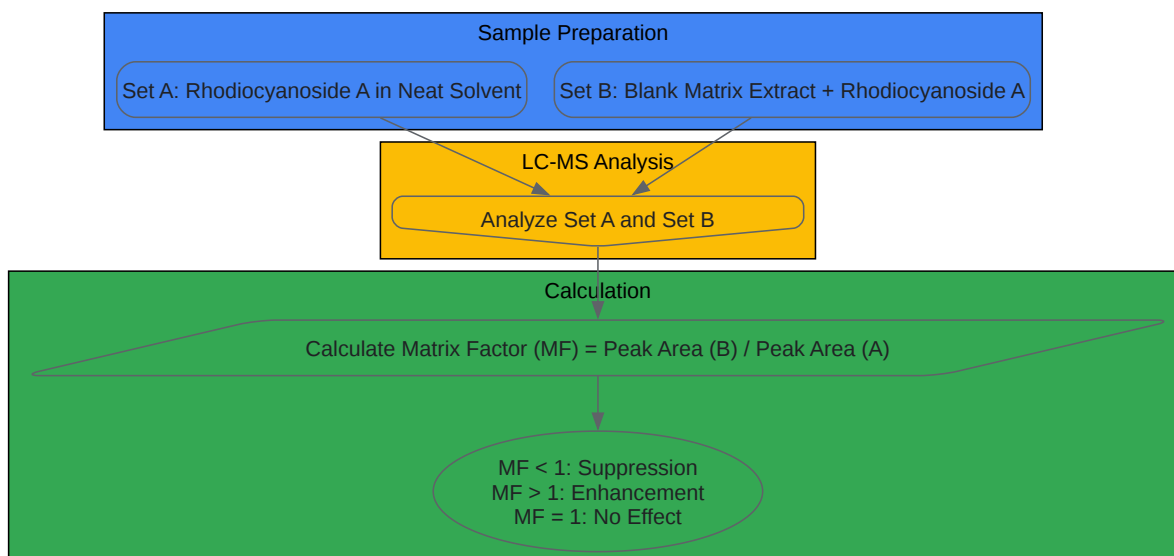 Sample Preparation
Set A: Rhodiocyanoside A in Neat Solvent
Set B: Blank Matrix Extract + Rhodiocyanoside A
LC-MS Analysis
Analyze Set A and Set B
Calculation
Calculate Matrix Factor (MF) = Peak Area (B) / Peak Area (A)
MF < 1: Suppression
MF > 1: Enhancement
MF = 1: No Effect